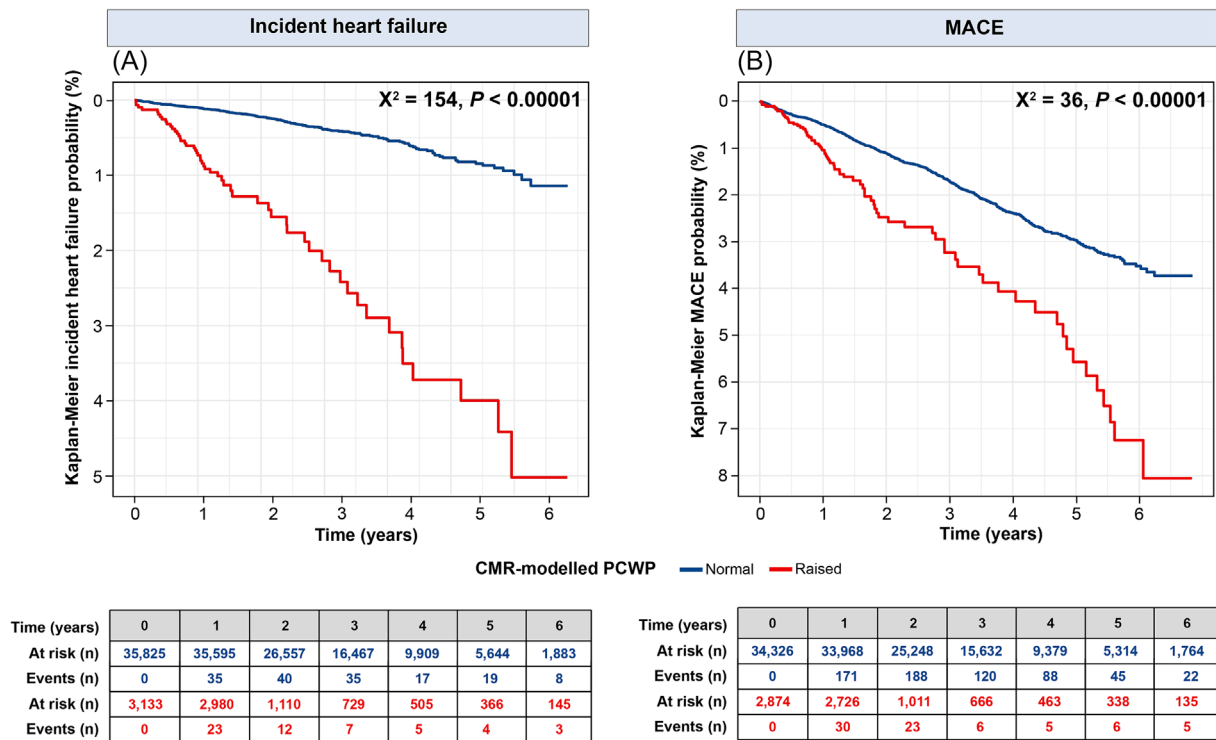 Incident heart failure
(A)
X² = 154, P < 0.00001
Kaplan-Meier incident heart failure probability (%)
0
1
2
3
4
5
0 1 2 3 4 5 6
Time (years)
MACE
(B)
X² = 36, P < 0.00001
Kaplan-Meier MACE probability (%)
0
1
2
3
4
5
6
7
8
0 1 2 3 4 5 6
Time (years)
CMR-modelled PCWP Normal Raised
Time (years) 0 1 2 3 4 5 6
At risk (n) 35,825 35,595 26,557 16,467 9,909 5,644 1,883
Events (n) 0 35 40 35 17 19 8
At risk (n) 3,133 2,980 1,110 729 505 366 145
Events (n) 0 23 12 7 5 4 3
Time (years) 0 1 2 3 4 5 6
At risk (n) 34,326 33,968 25,248 15,632 9,379 5,314 1,764
Events (n) 0 171 188 120 88 45 22
At risk (n) 2,874 2,726 1,011 666 463 338 135
Events (n) 0 30 23 6 5 6 5